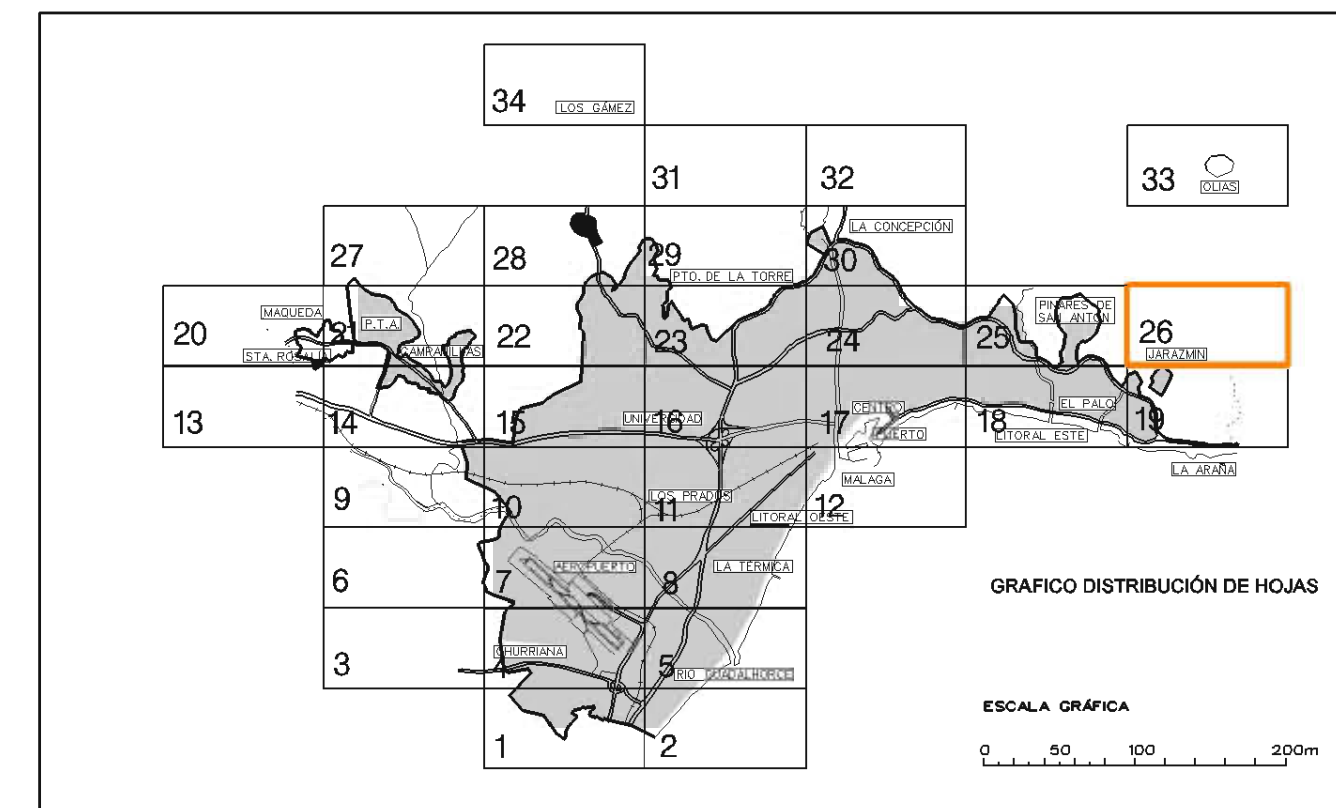 34 LOS GÁMEZ
31 32 33
OLIAS
LA CONCEPCIÓN
27 28 29 30
PTO. DE LA TORRE
MAQUEDA
P.T.A.
PINARES DE
SAN ANTON
20 21 22 23 24 25 26
STA. ROSALIA
CAMPANILLAS
JARAZMIN
13 14 15 16 17 18 19
UNIVERSIDAD
CENTRO
EL PALO
PUERTO
LITORAL ESTE
LA ARAÑA
MALAGA
9 10 11 12
LOS PRADOS
LITORAL OESTE
6 7 8
AEROPUERTO
LA TÉRMICA
GRAFICO DISTRIBUCIÓN DE HOJAS
3 5
CHURRIANA
RIO GUADALHORCE
1 2
ESCALA GRÁFICA
0 50 100 200m